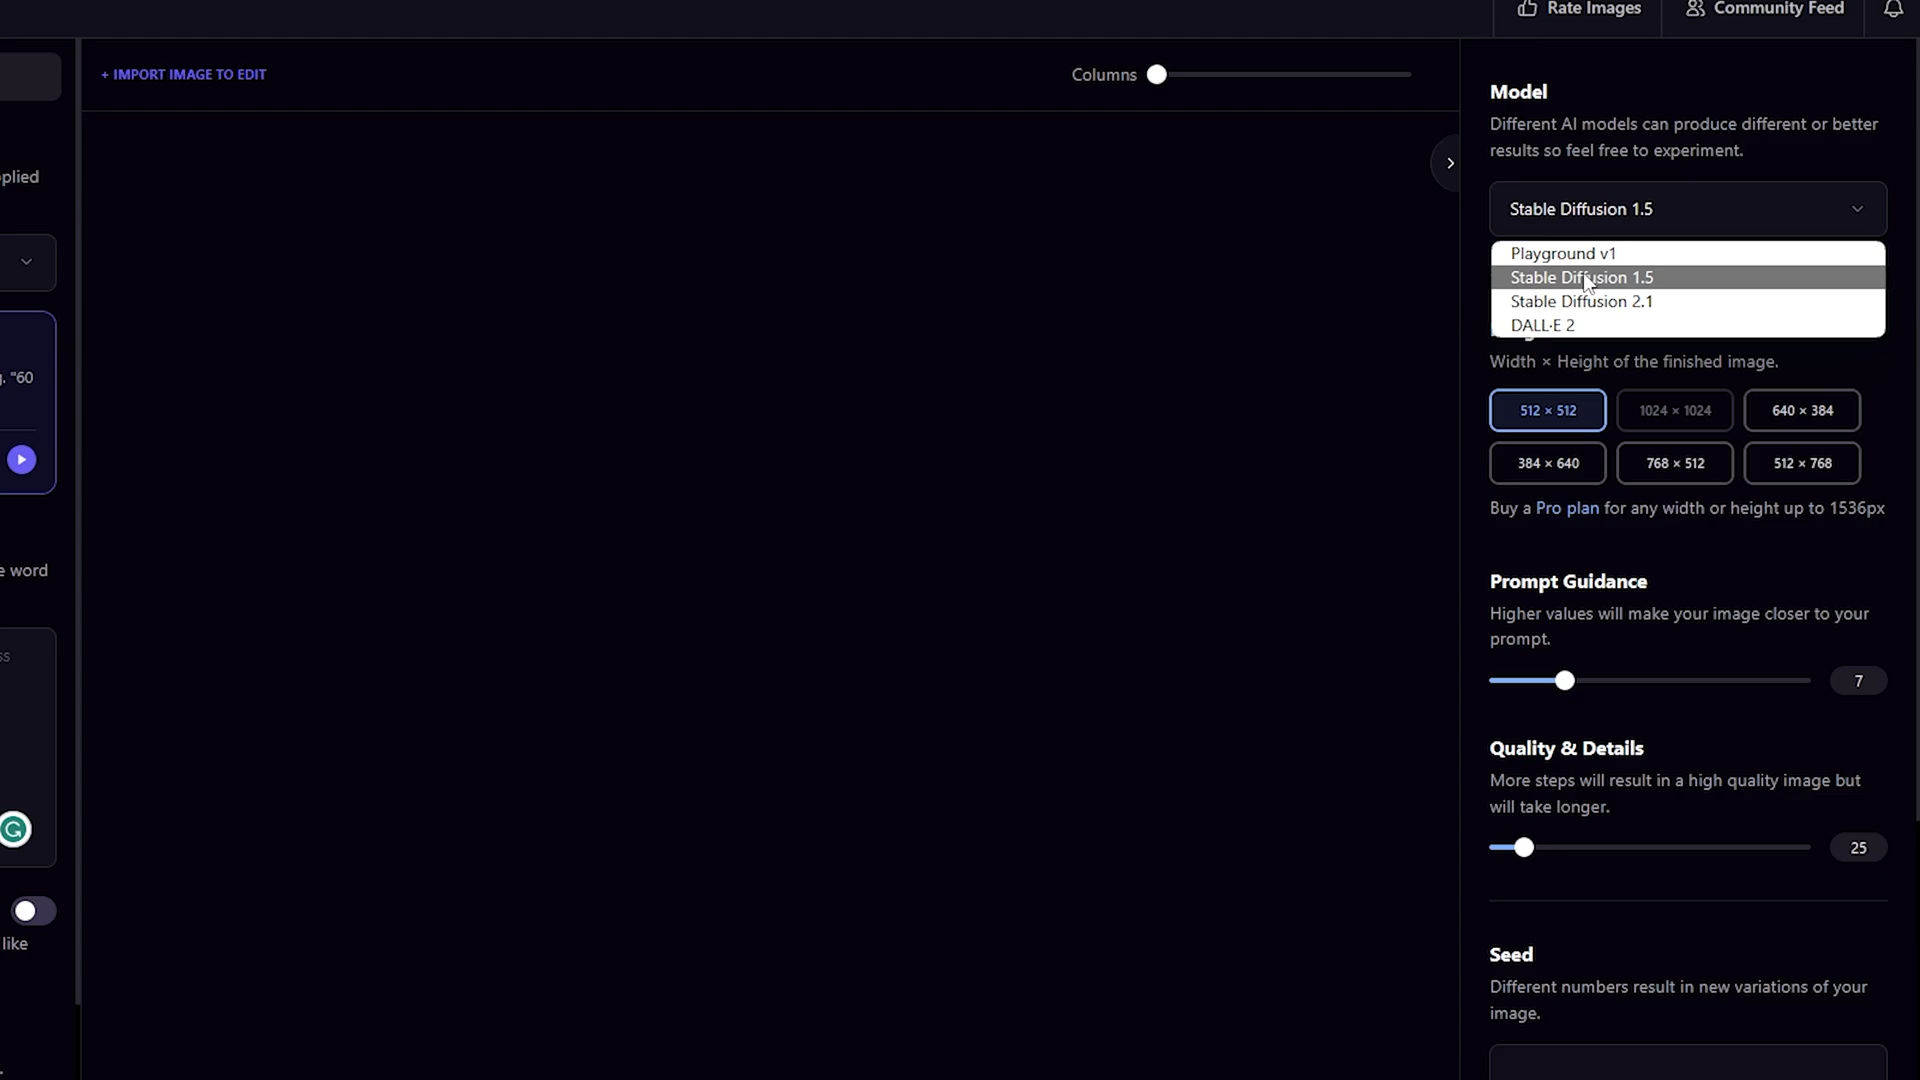 Rate Images
Community Feed
+ IMPORT IMAGE TO EDIT
Columns
plied
. "60
e word
ss
like
Model
Different AI models can produce different or better
results so feel free to experiment.
Stable Diffusion 1.5
Playground v1
Stable Diffusion 1.5
Stable Diffusion 2.1
DALL·E 2
Width × Height of the finished image.
512 × 512
1024 × 1024
640 × 384
384 × 640
768 × 512
512 × 768
Buy a Pro plan for any width or height up to 1536px
Prompt Guidance
Higher values will make your image closer to your
prompt.
7
Quality & Details
More steps will result in a high quality image but
will take longer.
25
Seed
Different numbers result in new variations of your
image.